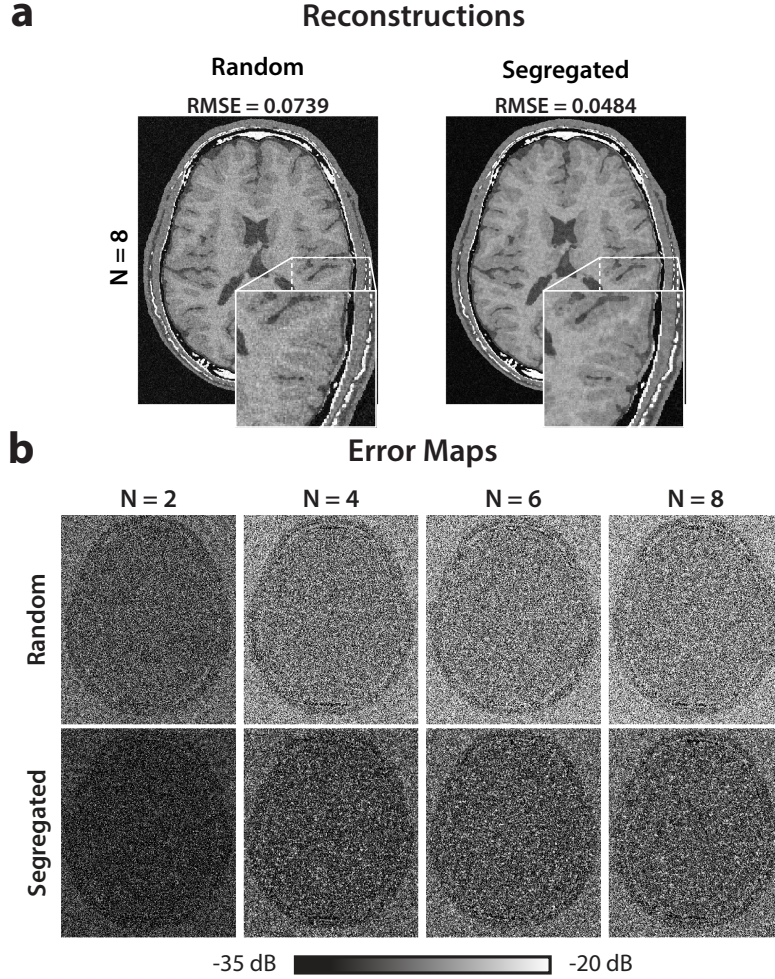 a
Reconstructions
Random
Segregated
RMSE = 0.0739
RMSE = 0.0484
N = 8
b
Error Maps
N = 2
N = 4
N = 6
N = 8
Random
Segregated
-35 dB
-20 dB